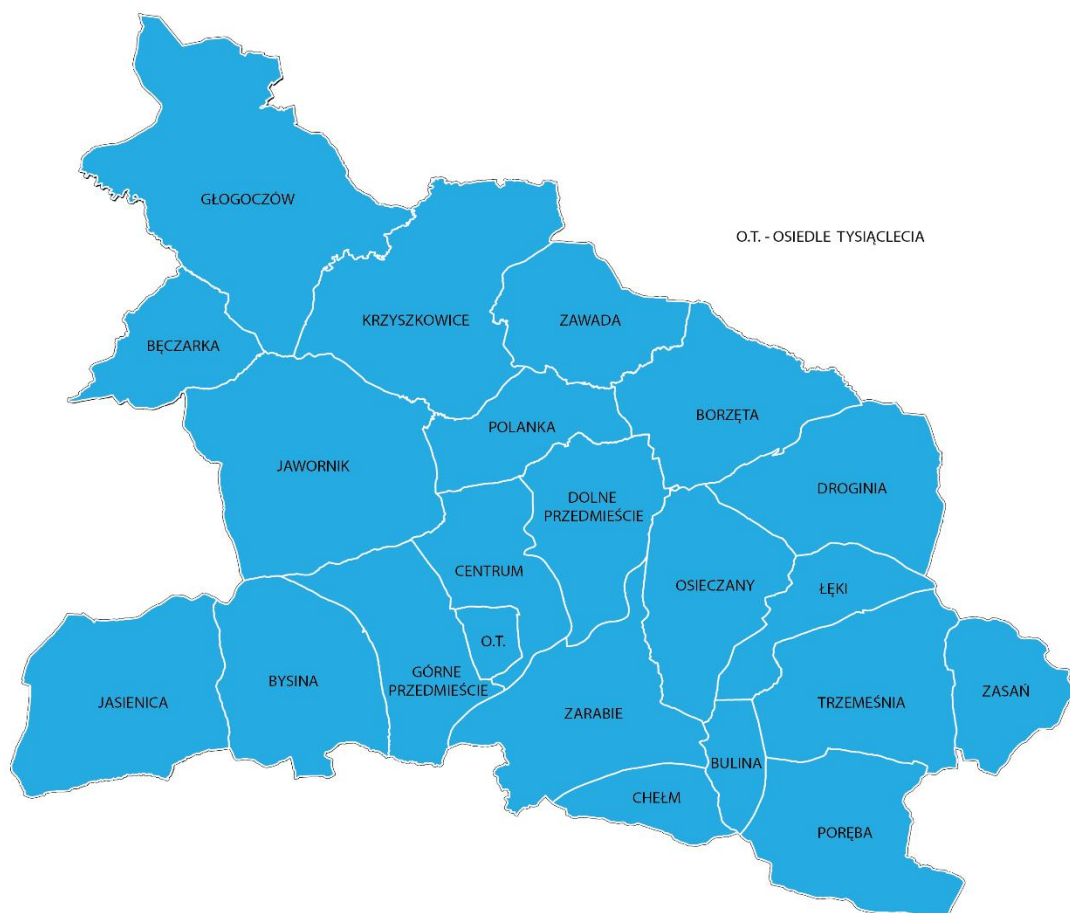 GŁOGOCZÓW
O.T. - OSIEDLE TYSIĄCLECIA
KRZYSZKOWICE
ZAWADA
BĘCZARKA
BORZĘTA
POLANKA
JAWORNIK
DROGINIA
DOLNE
PRZEDMIEŚCIE
CENTRUM
OSIECZANY
ŁĘKI
O.T.
GÓRNE
PRZEDMIEŚCIE
BYSINA
JASIENICA
ZARABIE
TRZEMEŚNIA
ZASAŃ
BULINA
CHEŁM
PORĘBA